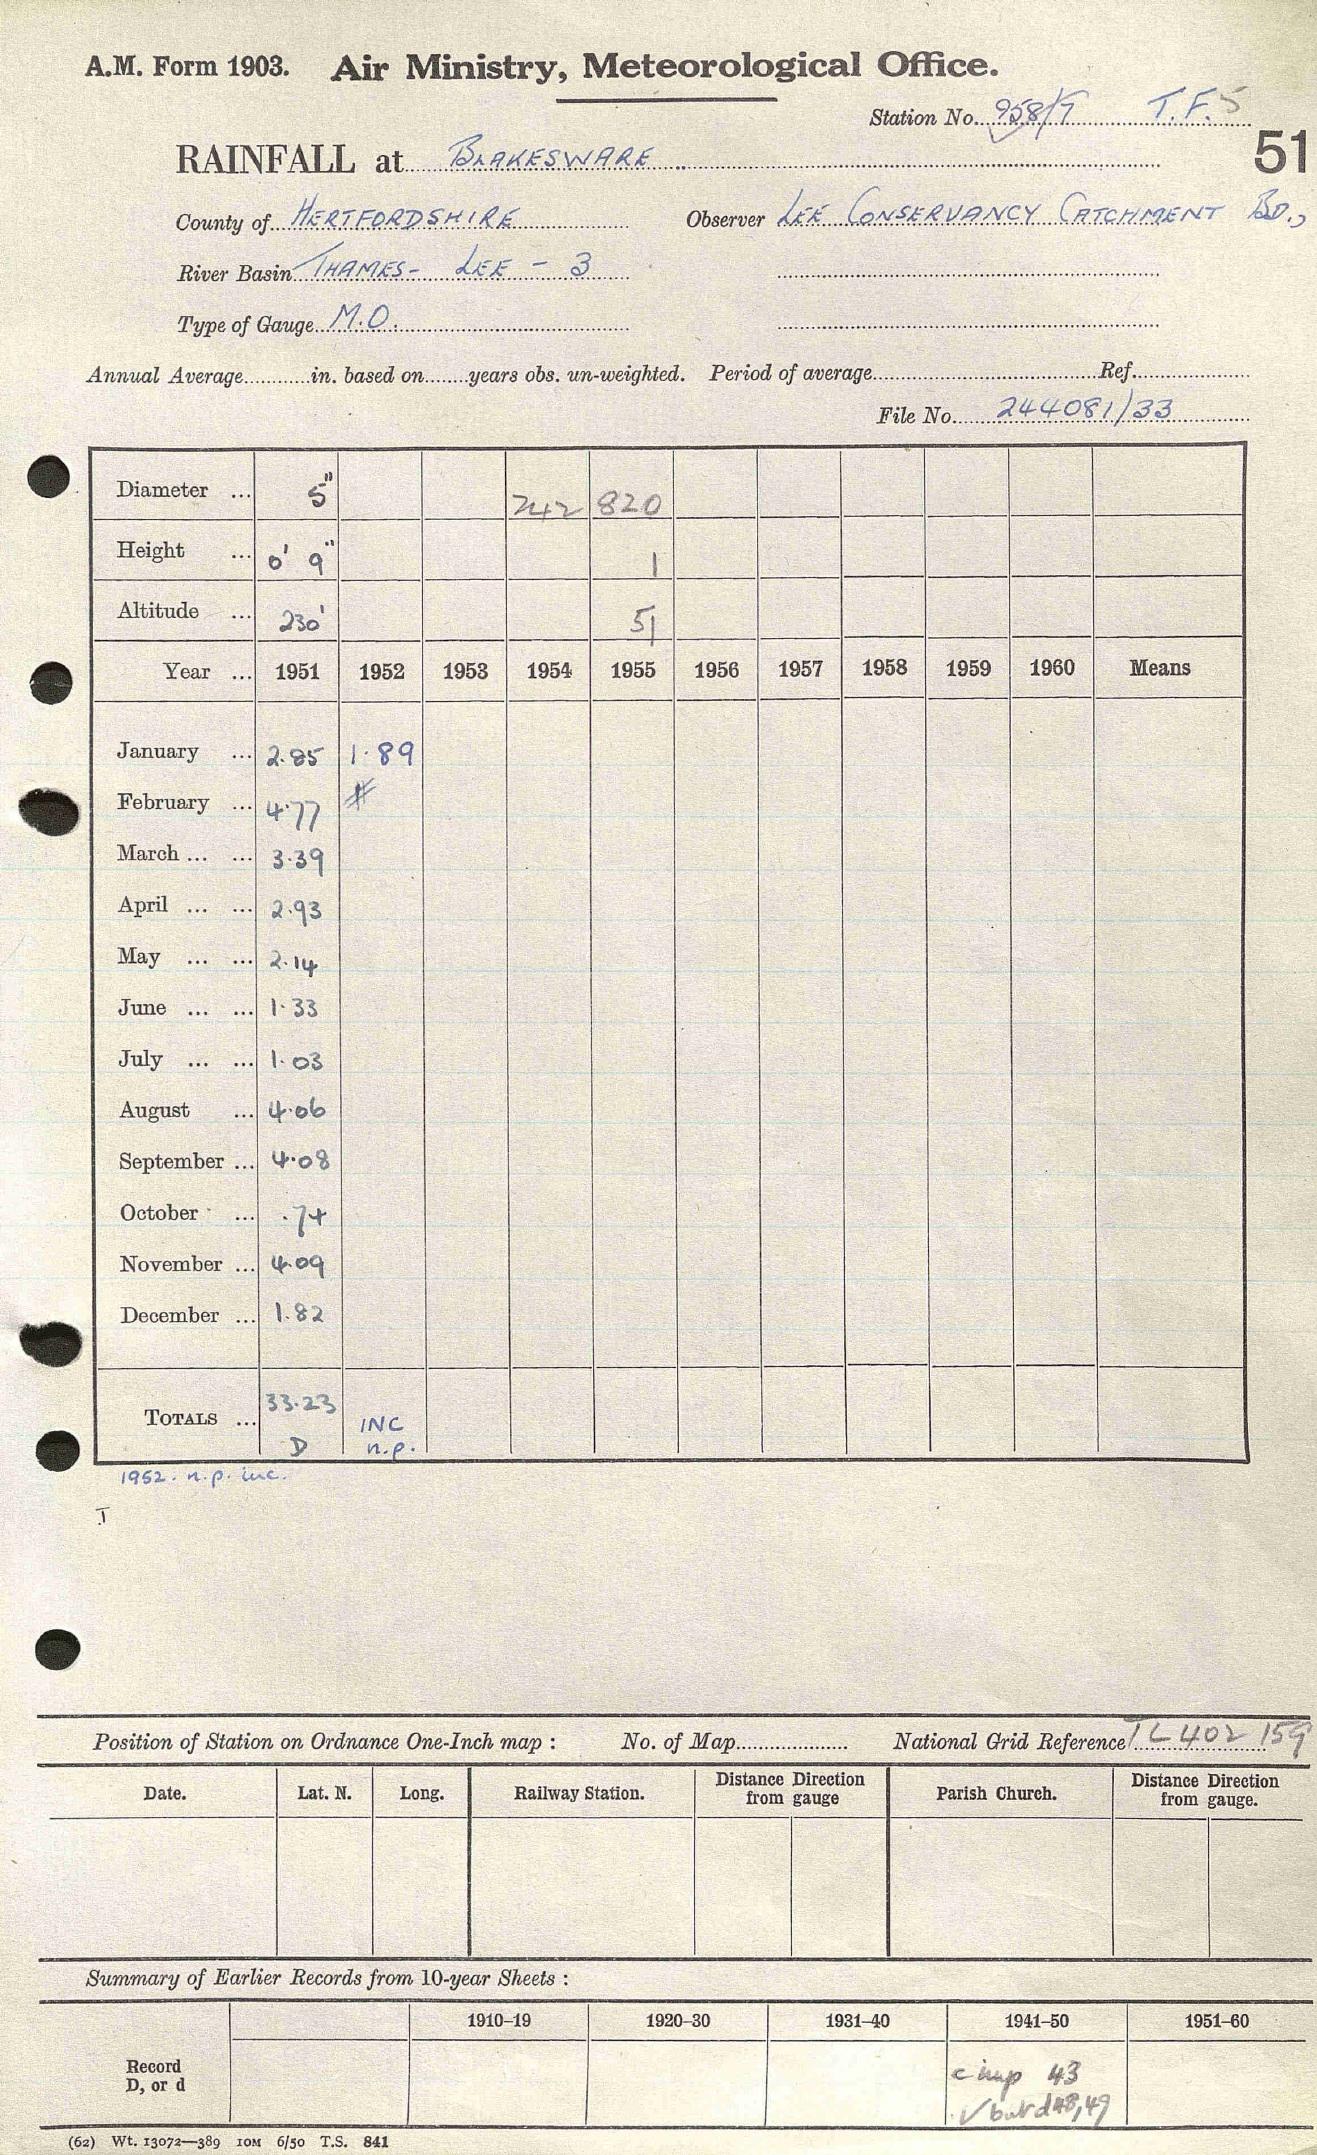 A.M. Form 1903. Air Ministry, Meteorological Office.
Station No. 958/7 T.F.5
51
RAINFALL at BLAKESWARE
County of HERTFORDSHIRE Observer LEE CONSERVANCY CATCHMENT BD.,
River Basin THAMES- LEE - 3
Type of Gauge M.O.
Annual Average............in. based on........years obs. un-weighted. Period of average.................... Ref....................
File No. 244081/33
Diameter ... 5" 242 820
Height ... 0' 9" 1
Altitude ... 230' 51
Year ... 1951 1952 1953 1954 1955 1956 1957 1958 1959 1960 Means
January ... 2.85 1.89
February ... 4.77 #
March ... ... 3.39
April ... ... 2.93
May ... ... 2.14
June ... ... 1.33
July ... ... 1.03
August ... 4.06
September ... 4.08
October ... .74
November ... 4.09
December ... 1.82
TOTALS ... 33.23 INC
D n.p.
1952. n.p. inc.
I
Position of Station on Ordnance One-Inch map : No. of Map.................... National Grid Reference TL 402 159
Date. Lat. N. Long. Railway Station. Distance from Direction gauge Parish Church. Distance from Direction gauge.
Summary of Earlier Records from 10-year Sheets :
1910–19 1920–30 1931–40 1941–50 1951–60
Record c imp 43
D, or d ✓ but d 48,49
(62) Wt. 13072—389 10M 6/50 T.S. 841